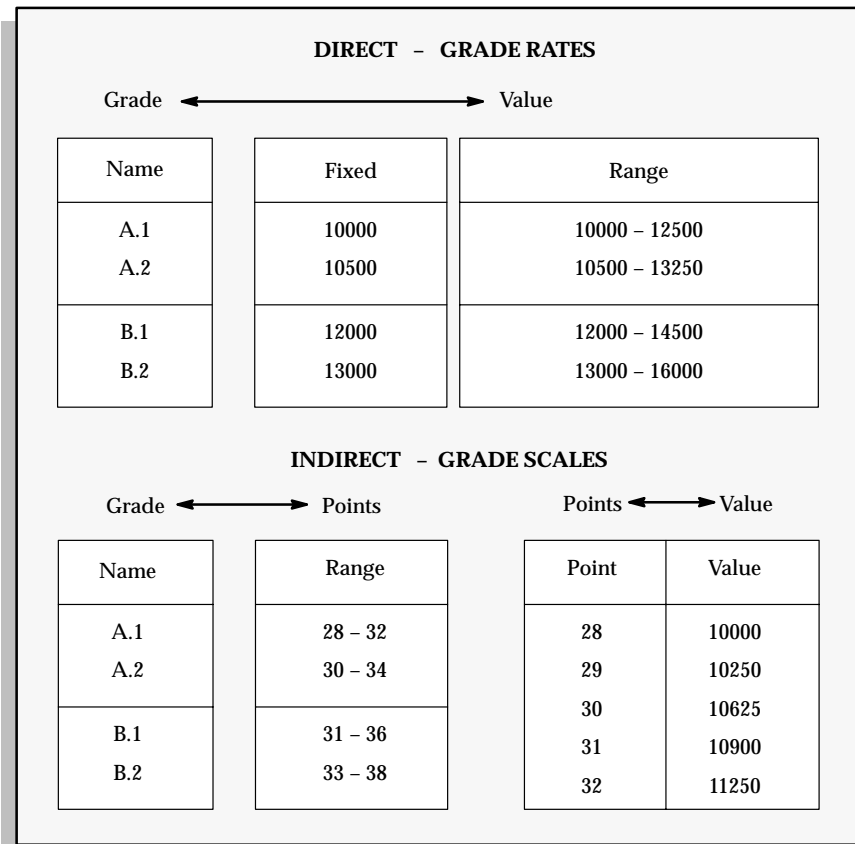 DIRECT – GRADE RATES
Grade Value
Name Fixed Range
A.1 10000 10000 – 12500
A.2 10500 10500 – 13250
B.1 12000 12000 – 14500
B.2 13000 13000 – 16000
INDIRECT – GRADE SCALES
Grade Points Points Value
Name Range Point Value
A.1 28 – 32 28 10000
A.2 30 – 34 29 10250
30 10625
B.1 31 – 36 31 10900
B.2 33 – 38 32 11250